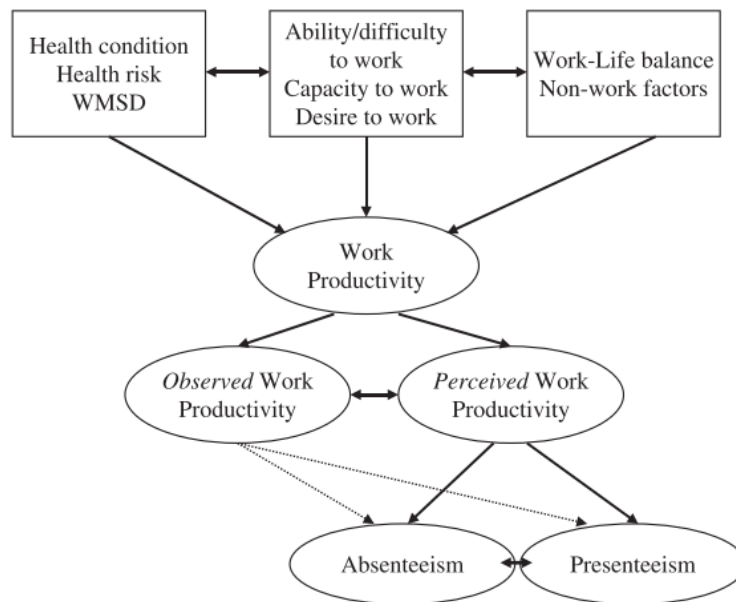 Health condition
Health risk
WMSD
Ability/difficulty
to work
Capacity to work
Desire to work
Work-Life balance
Non-work factors
Work
Productivity
Observed Work
Productivity
Perceived Work
Productivity
Absenteeism
Presenteeism